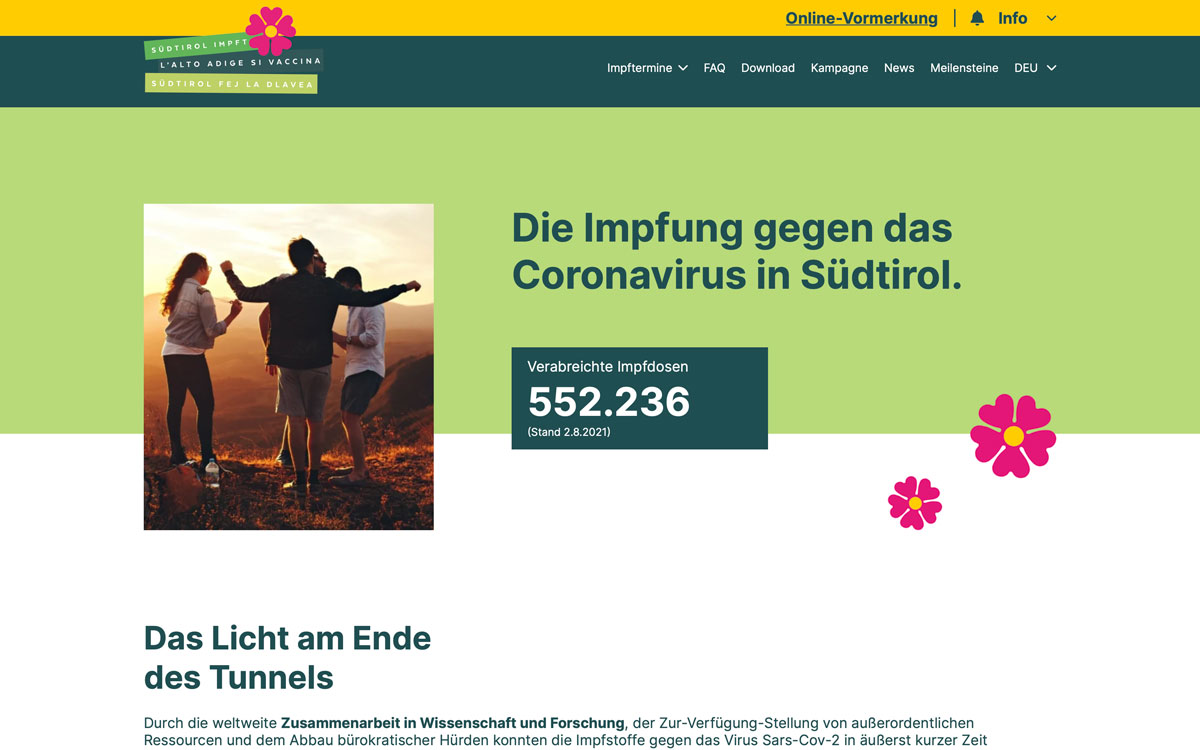 Online-Vormerkung | Info
SÜDTIROL IMPFT
L'ALTO ADIGE SI VACCINA
SÜDTIROL FEJ LA DLAVEA
Impftermine FAQ Download Kampagne News Meilensteine DEU
Die Impfung gegen das
Coronavirus in Südtirol.
Verabreichte Impfdosen
552.236
(Stand 2.8.2021)
Das Licht am Ende
des Tunnels
Durch die weltweite Zusammenarbeit in Wissenschaft und Forschung, der Zur-Verfügung-Stellung von außerordentlichen
Ressourcen und dem Abbau bürokratischer Hürden konnten die Impfstoffe gegen das Virus Sars-Cov-2 in äußerst kurzer Zeit